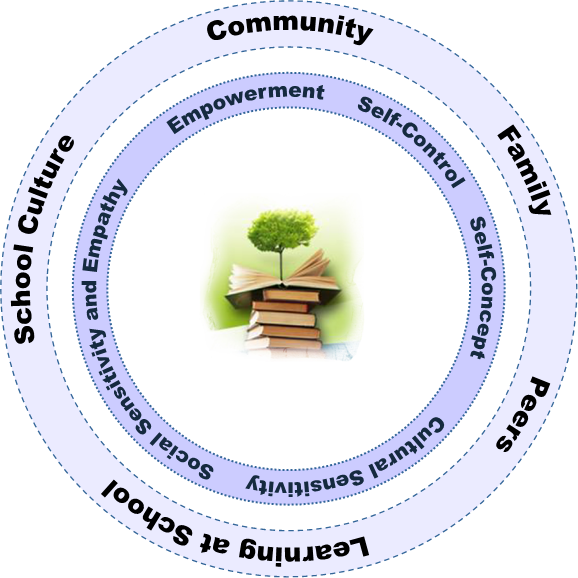 Community
Family
Peers
Learning at School
School Culture
Empowerment
Self-Control
Self-Concept
Cultural Sensitivity
Social Sensitivity and Empathy